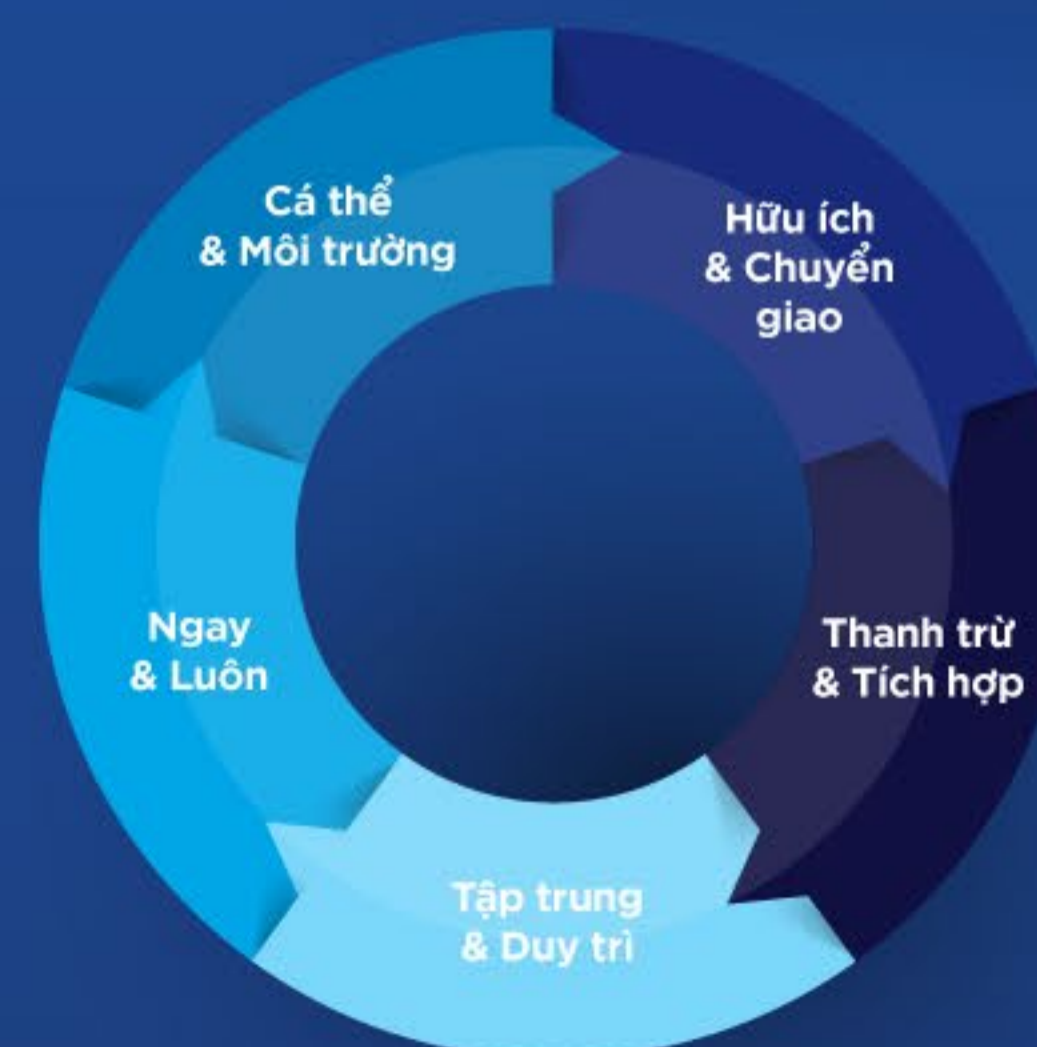 Cá thể
& Môi trường
Hữu ích
& Chuyển
giao
Ngay
& Luôn
Thanh trừ
& Tích hợp
Tập trung
& Duy trì